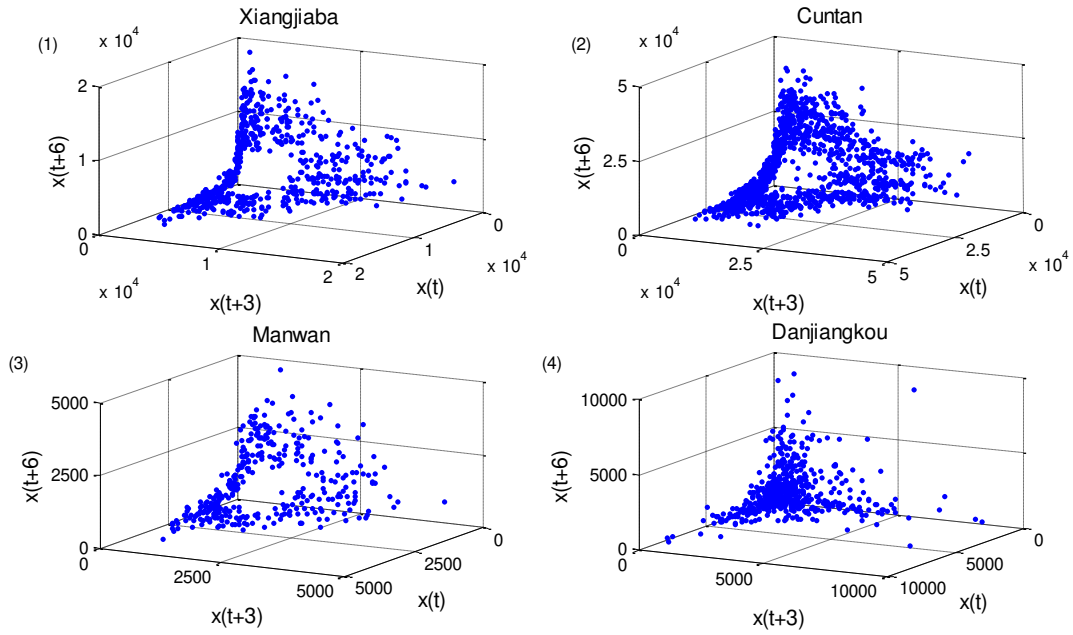 Xiangjiaba
(1)
x 10^4
2
1
0
x(t+6)
0
1
2
x 10^4
x(t+3)
2
1
0
x 10^4
x(t)
Cuntan
(2)
x 10^4
5
2.5
0
x(t+6)
0
2.5
5
x 10^4
x(t+3)
5
2.5
0
x 10^4
x(t)
Manwan
(3)
5000
2500
0
x(t+6)
0
2500
5000
x(t+3)
5000
2500
0
x(t)
Danjiangkou
(4)
10000
5000
0
x(t+6)
0
5000
10000
x(t+3)
10000
5000
0
x(t)